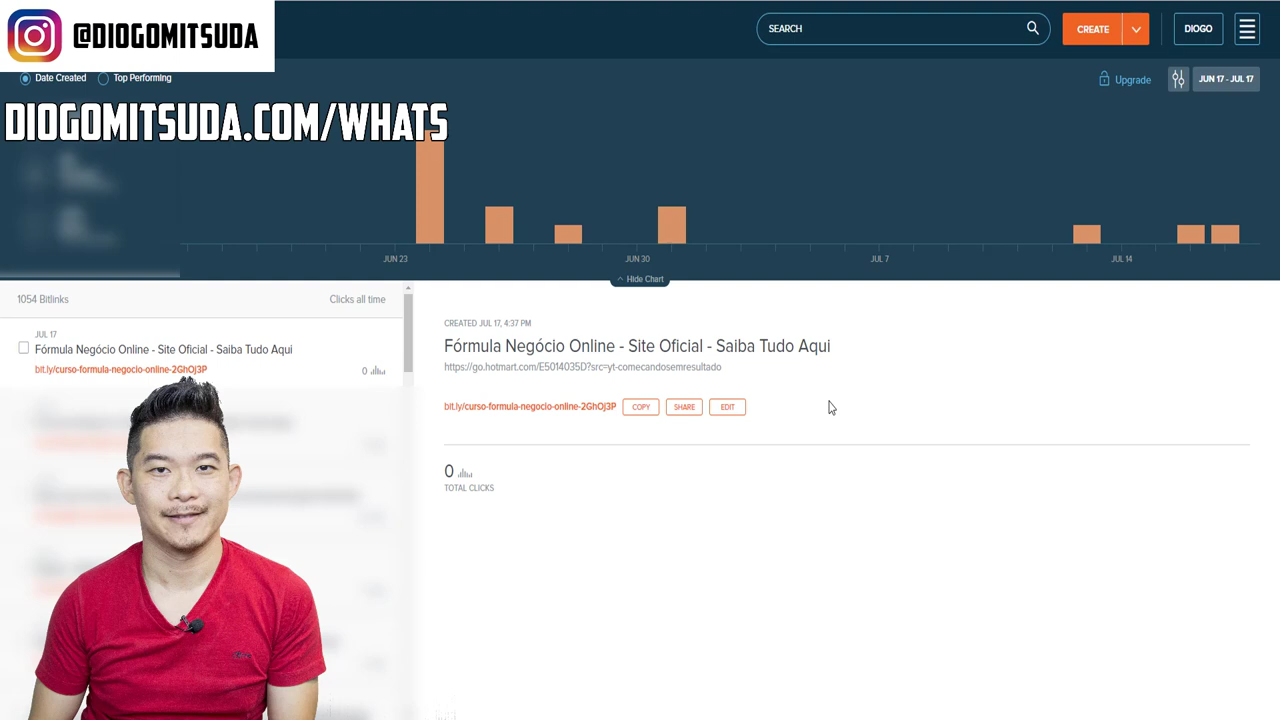 @DIOGOMITSUDA
SEARCH
CREATE
DIOGO
Date Created
Top Performing
Upgrade
JUN 17 - JUL 17
DIOGOMITSUDA.COM/WHATS
JUN 23
JUN 30
JUL 7
JUL 14
Hide Chart
1054 Bitlinks
Clicks all time
JUL 17
Fórmula Negócio Online - Site Oficial - Saiba Tudo Aqui
bit.ly/curso-formula-negocio-online-2GhOj3P
0
CREATED JUL 17, 4:37 PM
Fórmula Negócio Online - Site Oficial - Saiba Tudo Aqui
https://go.hotmart.com/E5014035D?src=yt-comecandosemresultado
bit.ly/curso-formula-negocio-online-2GhOj3P
COPY
SHARE
EDIT
0
TOTAL CLICKS